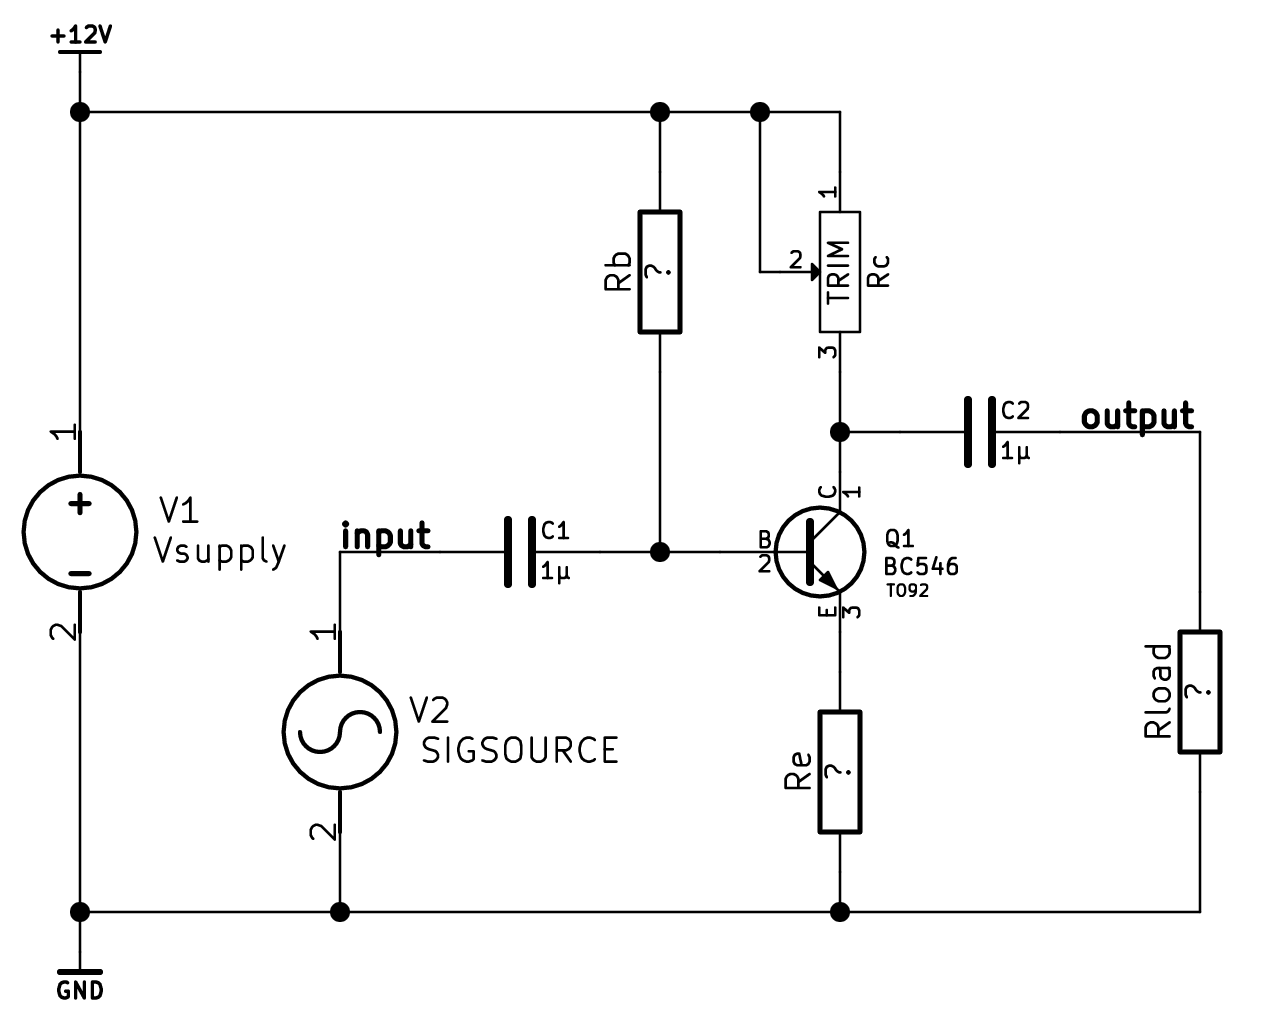 +12V
1
Rb
?
2
TRIM
Rc
3
1
V1
Vsupply
2
input
C1
1µ
B
2
C
1
Q1
BC546
TO92
E
3
C2
1µ
output
1
V2
SIGSOURCE
2
Re
?
Rload
?
GND